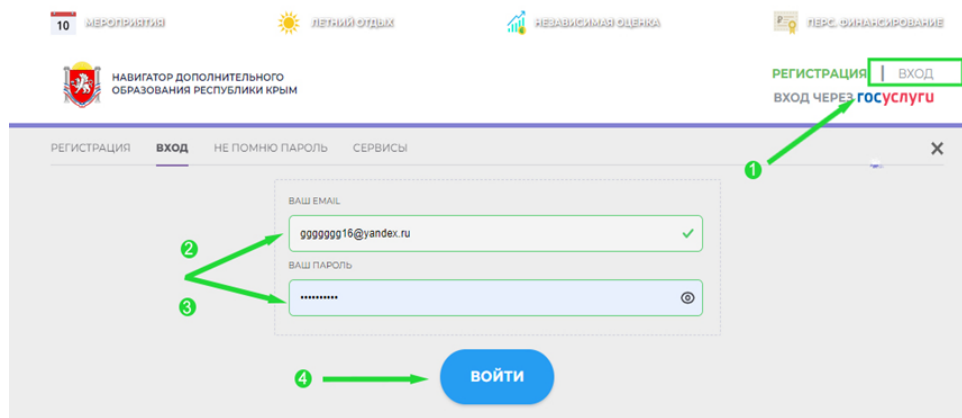 10 МЕРОПРИЯТИЯ ЛЕТНИЙ ОТДЫХ НЕЗАВИСИМАЯ ОЦЕНКА ПЕРС. ФИНАНСИРОВАНИЕ
НАВИГАТОР ДОПОЛНИТЕЛЬНОГО
ОБРАЗОВАНИЯ РЕСПУБЛИКИ КРЫМ
РЕГИСТРАЦИЯ | ВХОД
ВХОД ЧЕРЕЗ госуслуги
РЕГИСТРАЦИЯ ВХОД НЕ ПОМНЮ ПАРОЛЬ СЕРВИСЫ
1
ВАШ EMAIL
ggggggg16@yandex.ru
2
ВАШ ПАРОЛЬ
••••••••••
3
4 ВОЙТИ